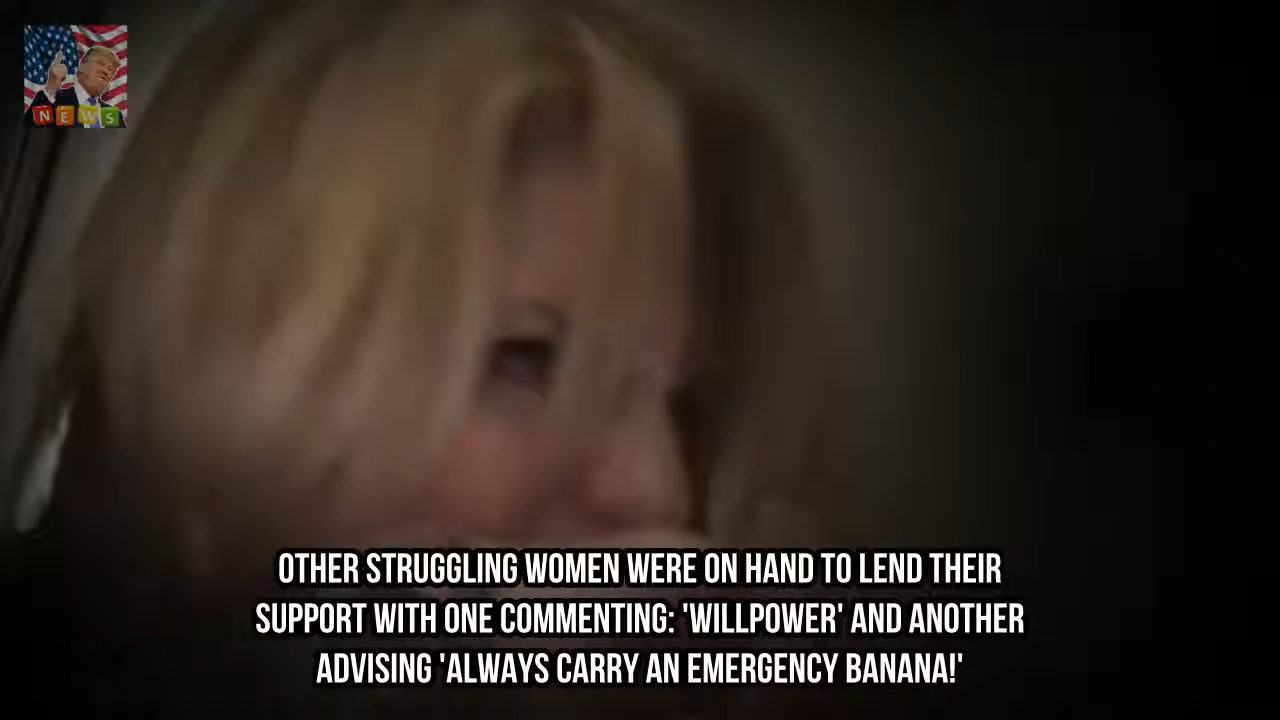 NEWS
OTHER STRUGGLING WOMEN WERE ON HAND TO LEND THEIR
SUPPORT WITH ONE COMMENTING: 'WILLPOWER' AND ANOTHER
ADVISING 'ALWAYS CARRY AN EMERGENCY BANANA!'